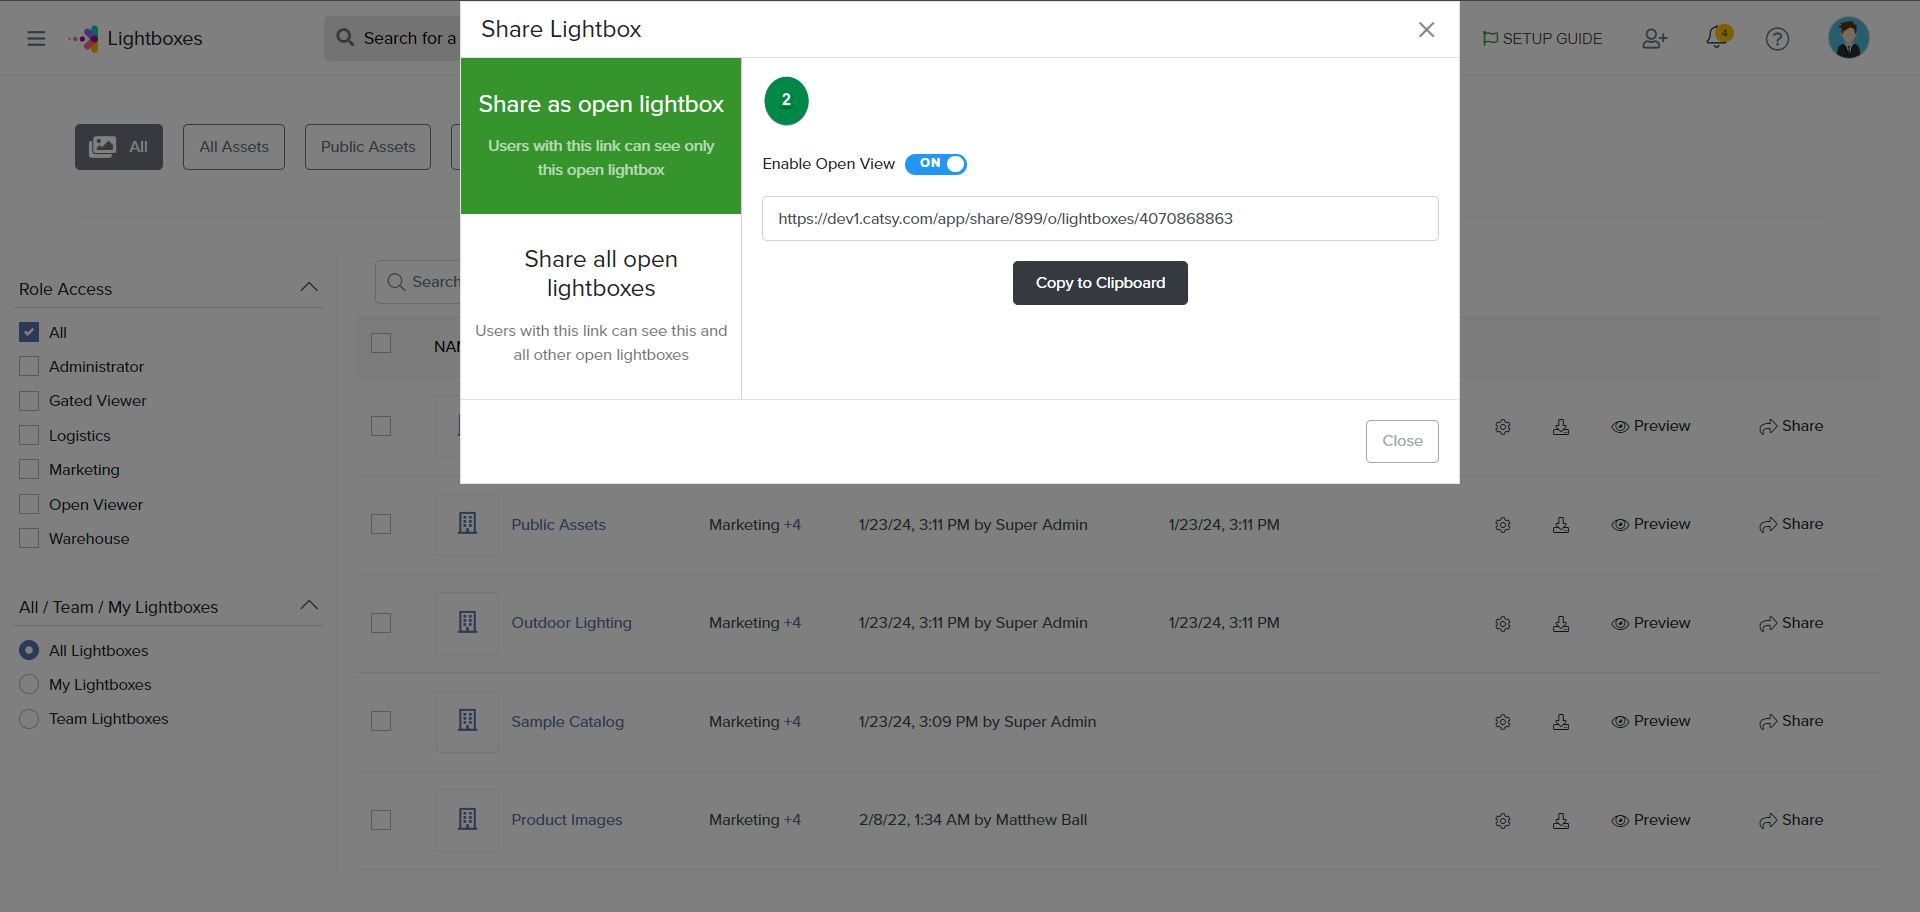 Lightboxes
Search for a
Share Lightbox
SETUP GUIDE
4
All
All Assets
Public Assets
Share as open lightbox
Users with this link can see only
this open lightbox
Share all open
lightboxes
Users with this link can see this and
all other open lightboxes
2
Enable Open View ON
https://dev1.catsy.com/app/share/899/o/lightboxes/4070868863
Copy to Clipboard
Close
Role Access
All
Administrator
Gated Viewer
Logistics
Marketing
Open Viewer
Warehouse
All / Team / My Lightboxes
All Lightboxes
My Lightboxes
Team Lightboxes
Search
Preview Share
Public Assets Marketing +4 1/23/24, 3:11 PM by Super Admin 1/23/24, 3:11 PM Preview Share
Outdoor Lighting Marketing +4 1/23/24, 3:11 PM by Super Admin 1/23/24, 3:11 PM Preview Share
Sample Catalog Marketing +4 1/23/24, 3:09 PM by Super Admin Preview Share
Product Images Marketing +4 2/8/22, 1:34 AM by Matthew Ball Preview Share